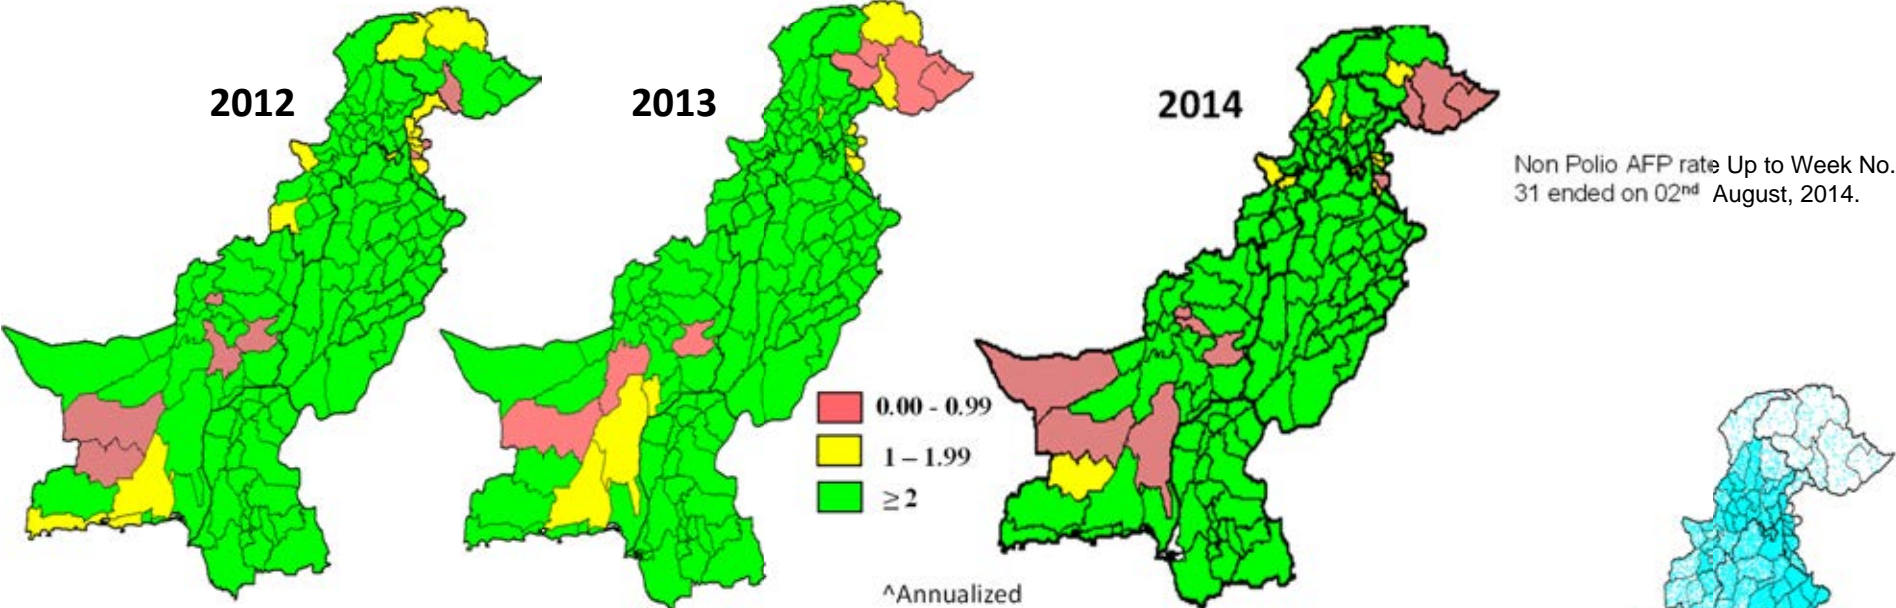 2012
2013
2014
Non Polio AFP rate Up to Week No.
31 ended on 02nd August, 2014.
0.00 - 0.99
1 – 1.99
≥ 2
^Annualized